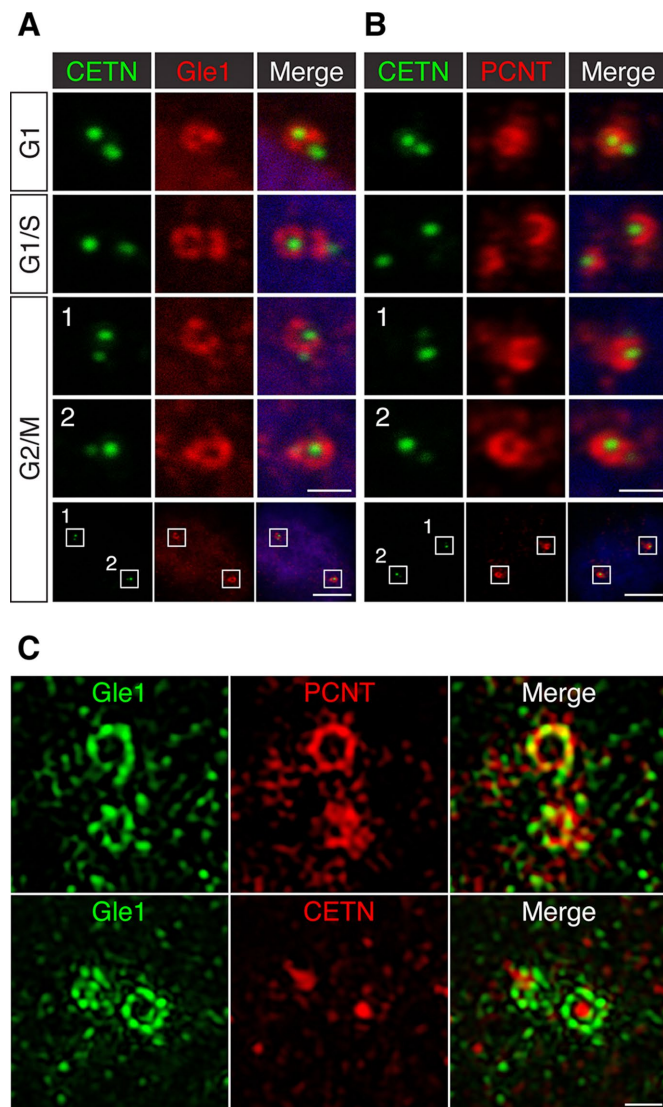 A
B
CETN Gle1 Merge
CETN PCNT Merge
G1
G1/S
G2/M
1
1
2
2
1
2
1
2
C
Gle1 PCNT Merge
Gle1 CETN Merge